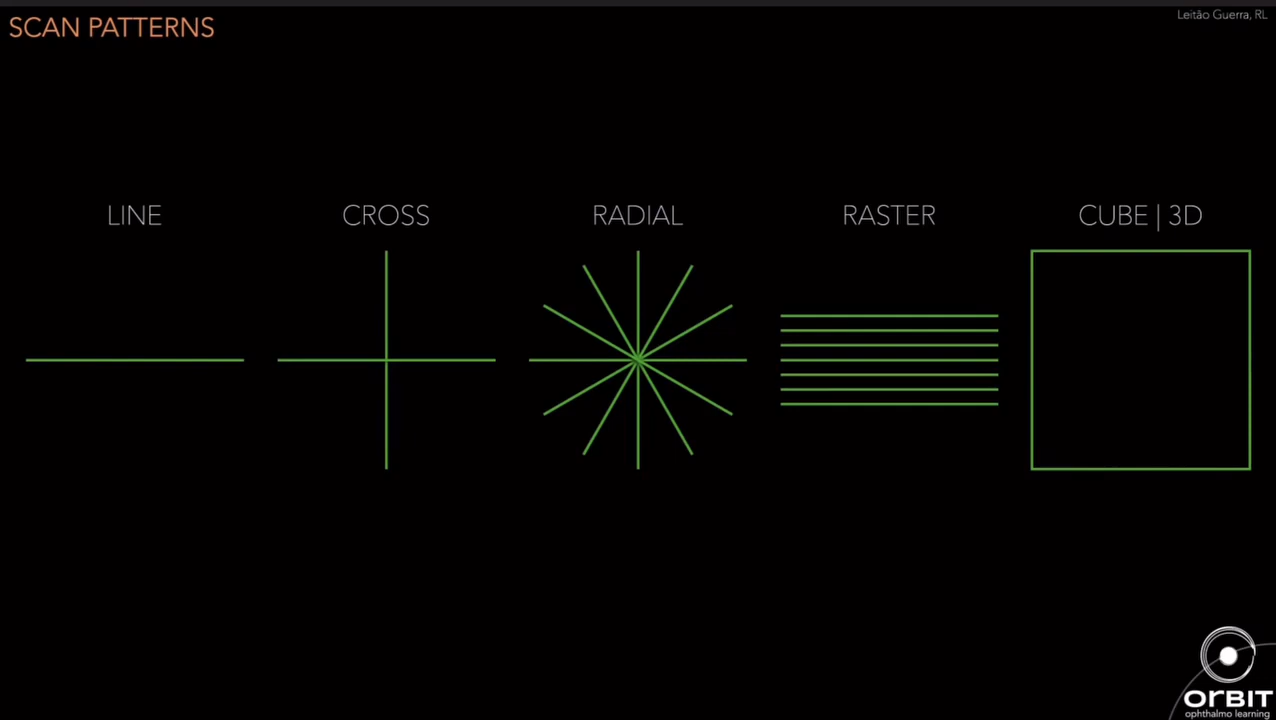 SCAN PATTERNS
Leitão Guerra, RL
LINE
CROSS
RADIAL
RASTER
CUBE | 3D
ORBIT
ophthalmo learning